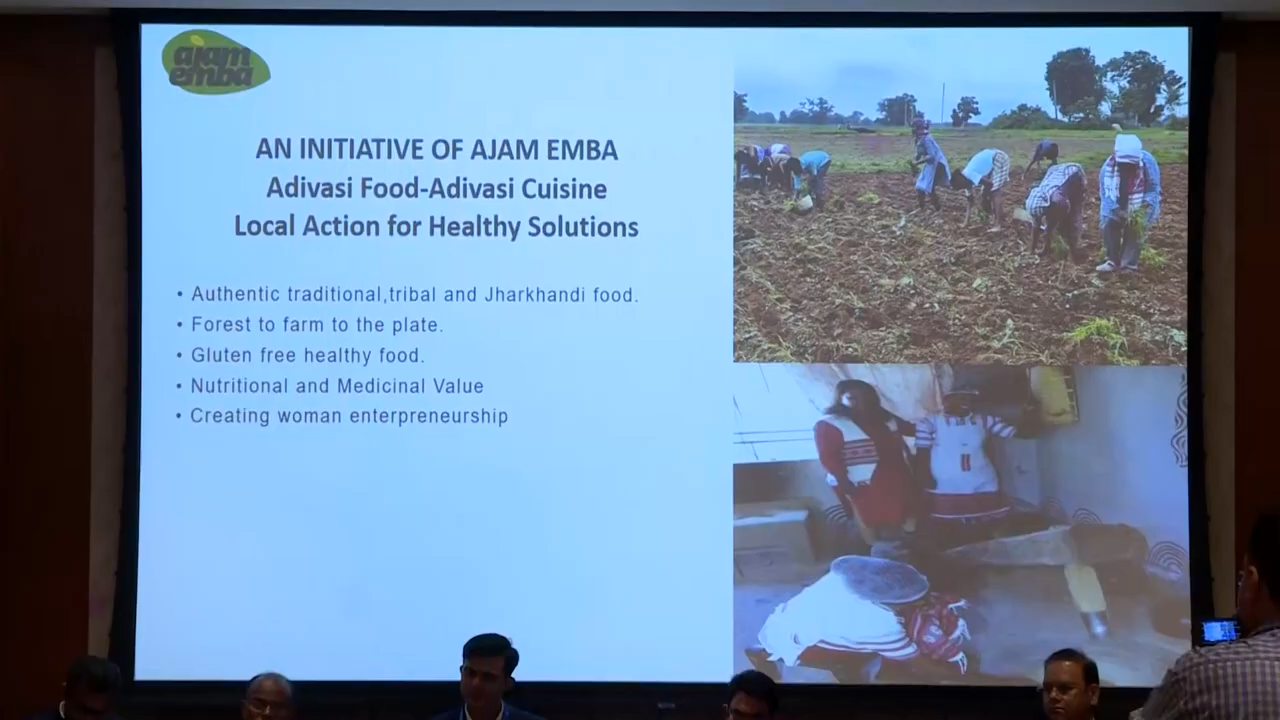 ajam
emba
AN INITIATIVE OF AJAM EMBA
Adivasi Food-Adivasi Cuisine
Local Action for Healthy Solutions
• Authentic traditional,tribal and Jharkhandi food.
• Forest to farm to the plate.
• Gluten free healthy food.
• Nutritional and Medicinal Value
• Creating woman enterpreneurship